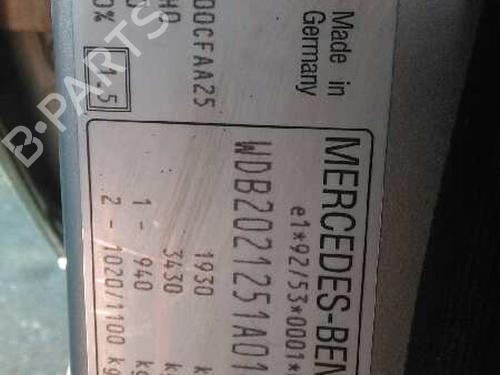 Made in
Germany
00CFAA25
1.5
MERCEDES-BEN
e1*92/53*0001*
WDB2021251A01
1930
3430
1 - 940
2 - 1020/1100 kg
B-PARTS